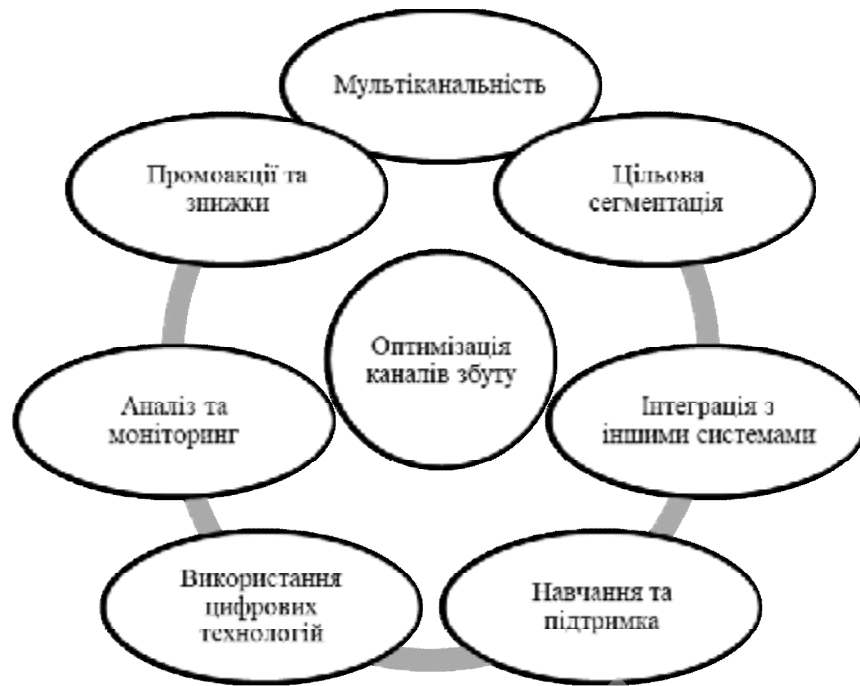 Мультіканальність
Цільова
сегментація
Інтеграція з
іншими системами
Навчання та
підтримка
Використання
цифрових
технологій
Аналіз та
моніторинг
Промоакції та
знижки
Оптимізація
каналів збуту